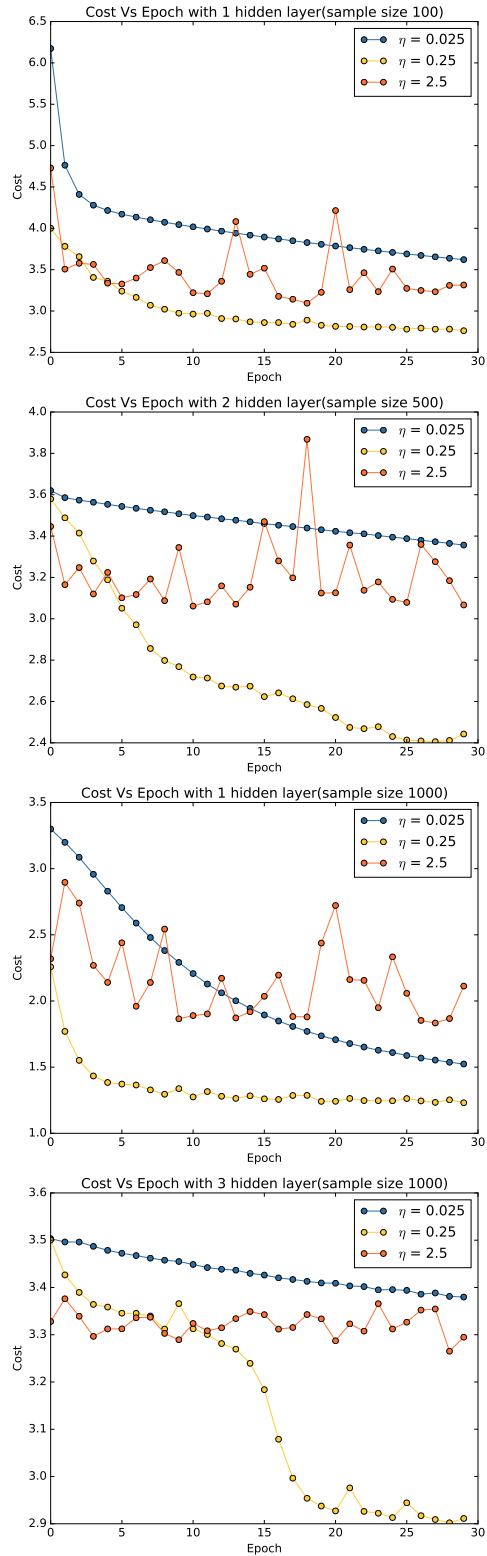 Cost Vs Epoch with 1 hidden layer(sample size 100)
6.5
6.0
5.5
5.0
4.5
4.0
3.5
3.0
2.5
Cost
η = 0.025
η = 0.25
η = 2.5
0 5 10 15 20 25 30
Epoch
Cost Vs Epoch with 2 hidden layer(sample size 500)
4.0
3.8
3.6
3.4
3.2
3.0
2.8
2.6
2.4
Cost
η = 0.025
η = 0.25
η = 2.5
0 5 10 15 20 25 30
Epoch
Cost Vs Epoch with 1 hidden layer(sample size 1000)
3.5
3.0
2.5
2.0
1.5
1.0
Cost
η = 0.025
η = 0.25
η = 2.5
0 5 10 15 20 25 30
Epoch
Cost Vs Epoch with 3 hidden layer(sample size 1000)
3.6
3.5
3.4
3.3
3.2
3.1
3.0
2.9
Cost
η = 0.025
η = 0.25
η = 2.5
0 5 10 15 20 25 30
Epoch